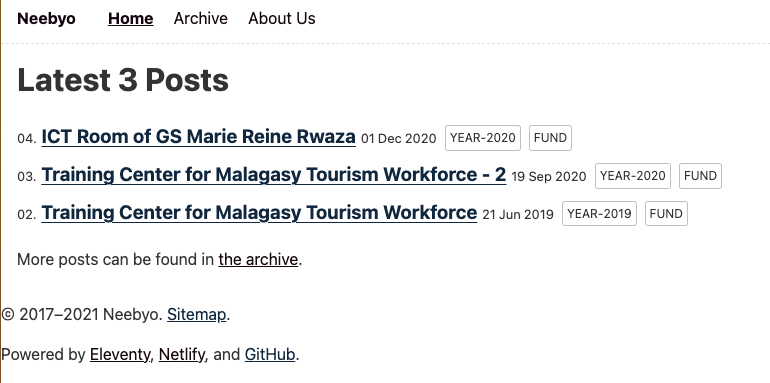 Neebyo Home Archive About Us
Latest 3 Posts
04. ICT Room of GS Marie Reine Rwaza 01 Dec 2020 YEAR-2020 FUND
03. Training Center for Malagasy Tourism Workforce - 2 19 Sep 2020 YEAR-2020 FUND
02. Training Center for Malagasy Tourism Workforce 21 Jun 2019 YEAR-2019 FUND
More posts can be found in the archive.
© 2017–2021 Neebyo. Sitemap.
Powered by Eleventy, Netlify, and GitHub.